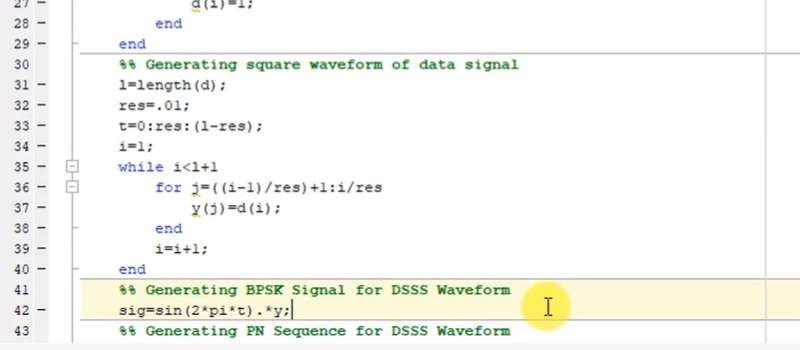 27 d(i)=1;
28 end
29 end
30 %% Generating square waveform of data signal
31 l=length(d);
32 res=.01;
33 t=0:res:(l-res);
34 i=1;
35 while i<l+1
36 for j=((i-1)/res)+1:i/res
37 y(j)=d(i);
38 end
39 i=i+1;
40 end
41 %% Generating BPSK Signal for DSSS Waveform
42 sig=sin(2*pi*t).*y;
43 %% Generating PN Sequence for DSSS Waveform